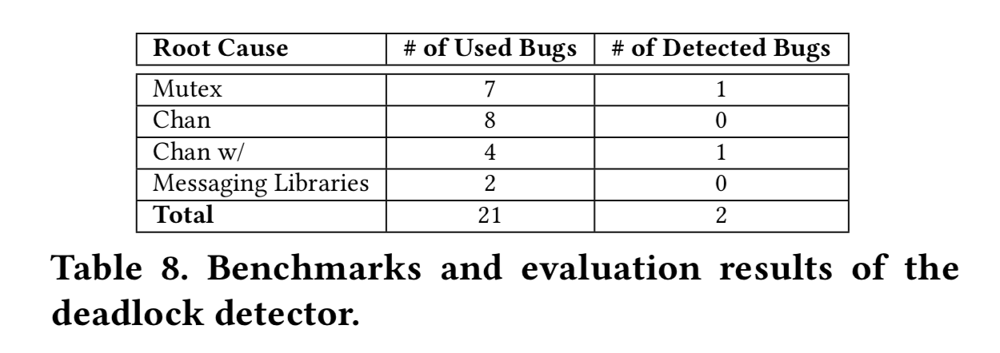 Root Cause # of Used Bugs # of Detected Bugs
Mutex 7 1
Chan 8 0
Chan w/ 4 1
Messaging Libraries 2 0
Total 21 2
Table 8. Benchmarks and evaluation results of the
deadlock detector.